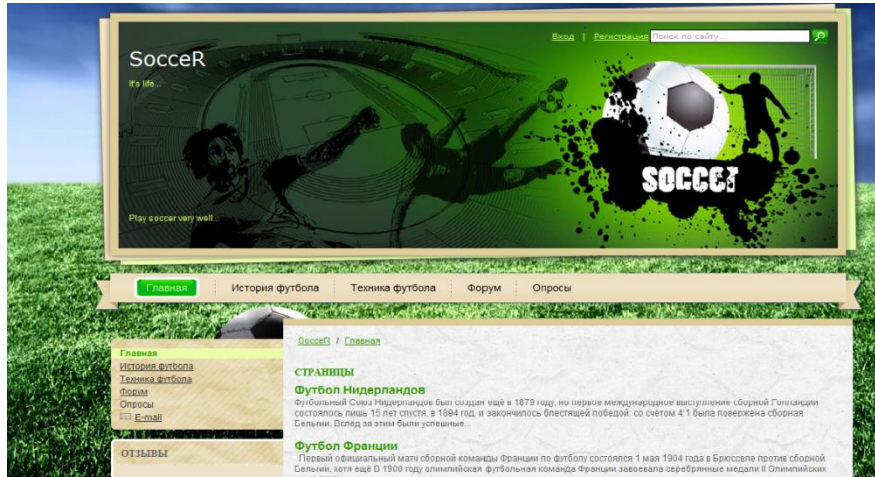 Вход | Регистрация Поиск по сайту...
SocceR
It's life...
SOCCER
Play soccer very well...
Главная История футбола Техника футбола Форум Опросы
SocceR / Главная
Главная
История футбола
Техника футбола
Форум
Опросы
E-mail
ОТЗЫВЫ
СТРАНИЦЫ
Футбол Нидерландов
Футбольный Союз Нидерландов был создан ещё в 1879 году, но первое международное выступление сборной Голландии
состоялось лишь 15 лет спустя, в 1894 год, и закончилось блестящей победой: со счётом 4:1 была повержена сборная
Бельгии. Вслед за этим были успешные...
Футбол Франции
Первый официальный матч сборной команды Франции по футболу состоялся 1 мая 1904 года в Брюсселе против сборной
Бельгии, хотя ещё в 1900 году олимпийская футбольная команда Франции завоевала серебрянные медали II Олимпийских